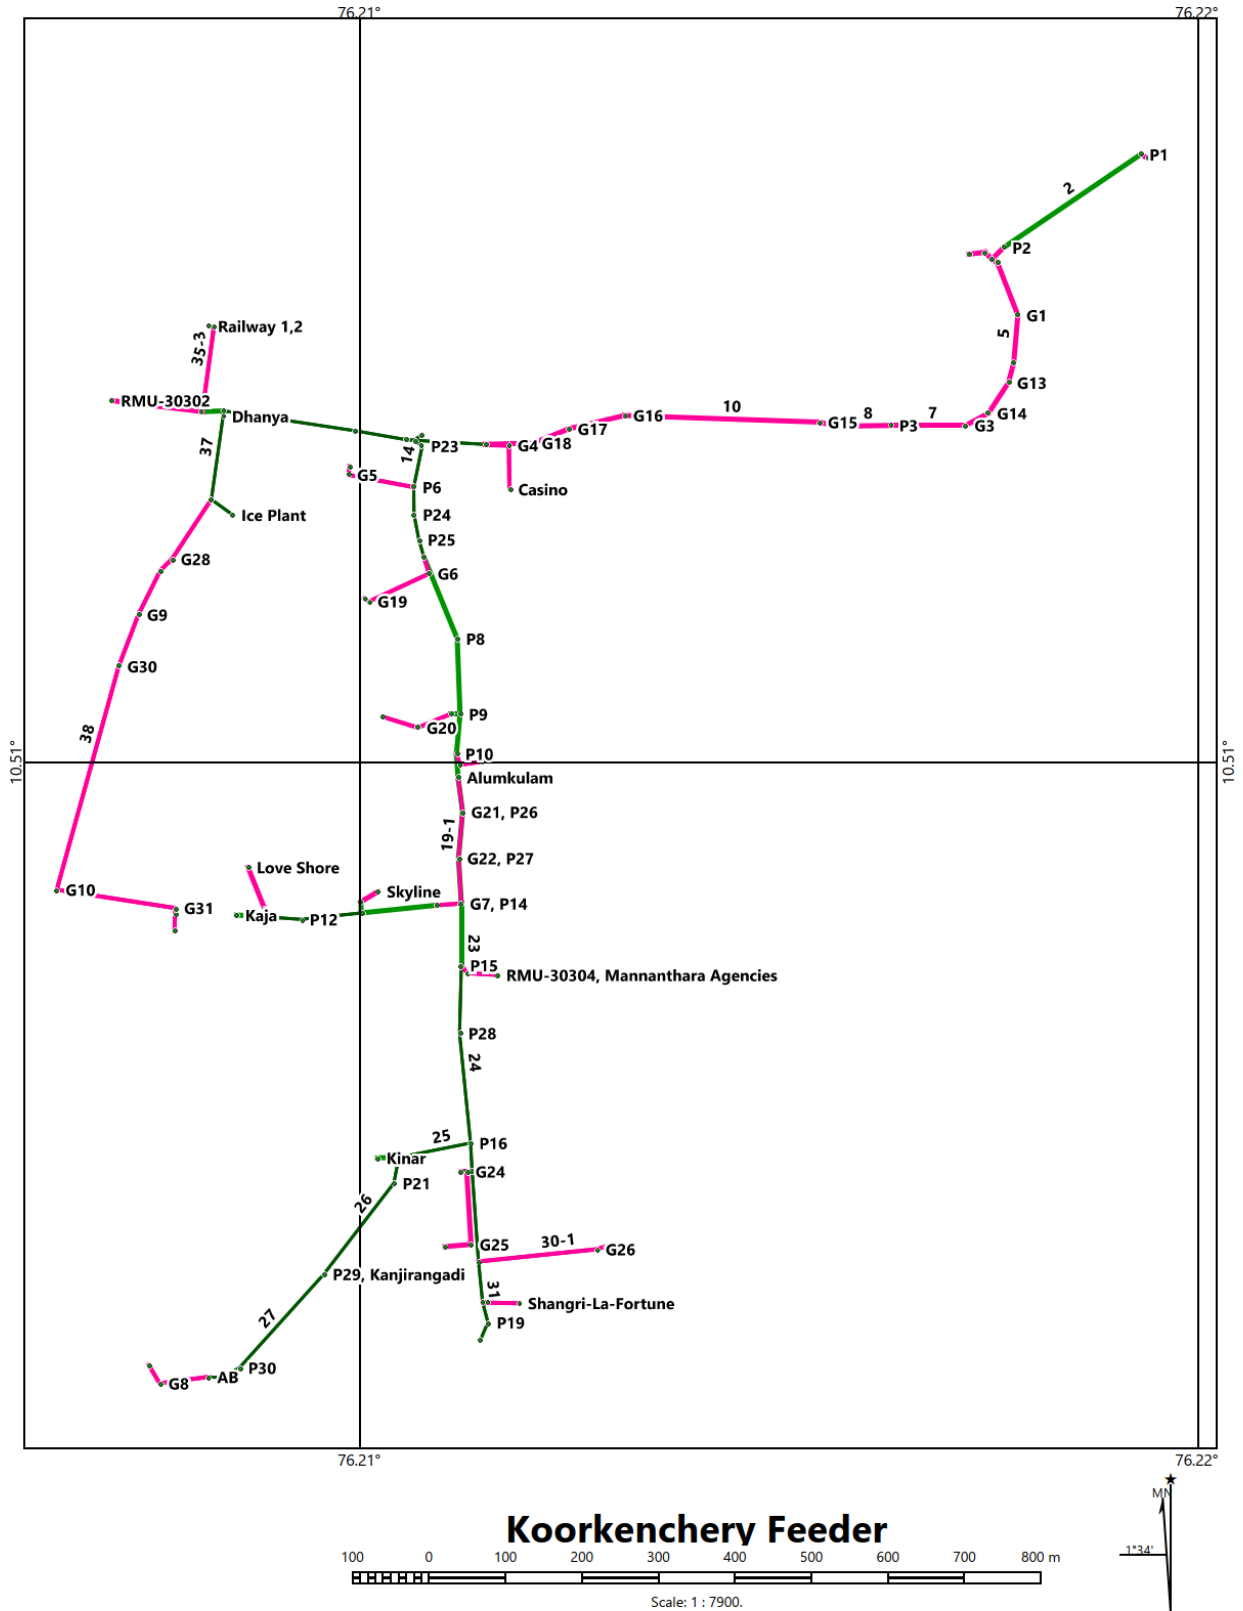 76.21° 76.22°
P1
2
P2
G1
5
Railway 1,2
35-3
G13
RMU-30302
Dhanya
G16
10
G15
8
P3
7
G3
G14
G17
G18
G4
P23
14
37
G5
P6
Casino
Ice Plant
P24
P25
G28
G6
G19
G9
P8
G30
P9
G20
38
P10
10.51° 10.51°
Alumkulam
G21, P26
19-1
G22, P27
Love Shore
Skyline
G10
G31
Kaja
P12
G7, P14
23
P15
RMU-30304, Mannanthara Agencies
P28
24
25
P16
Kinar
G24
P21
26
G25
30-1
G26
P29, Kanjirangadi
31
Shangri-La-Fortune
27
P19
P30
AB
G8
76.21° 76.22°
MN
1°34'
Koorkenchery Feeder
100 0 100 200 300 400 500 600 700 800 m
Scale: 1 : 7900.